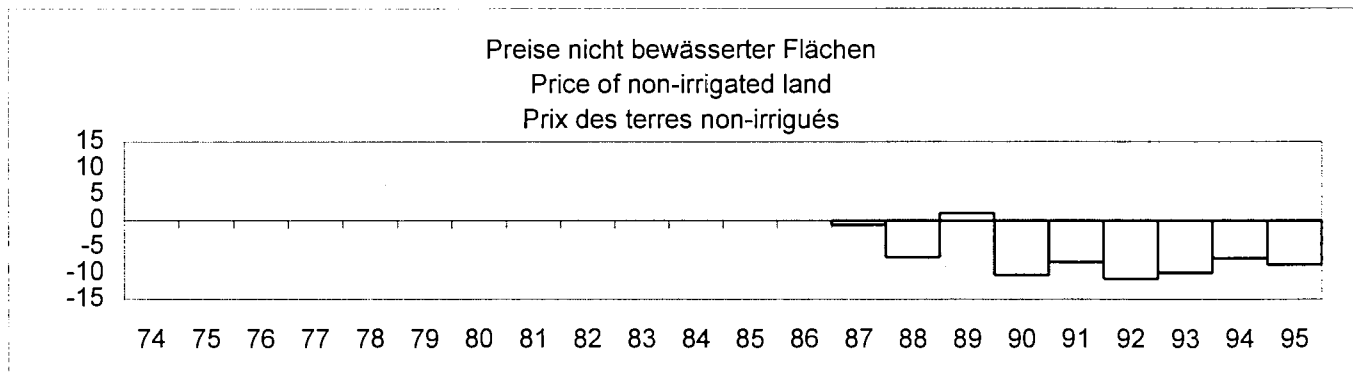 Preise nicht bewässerter Flächen
Price of non-irrigated land
Prix des terres non-irrigués
15
10
5
0
-5
-10
-15
74 75 76 77 78 79 80 81 82 83 84 85 86 87 88 89 90 91 92 93 94 95